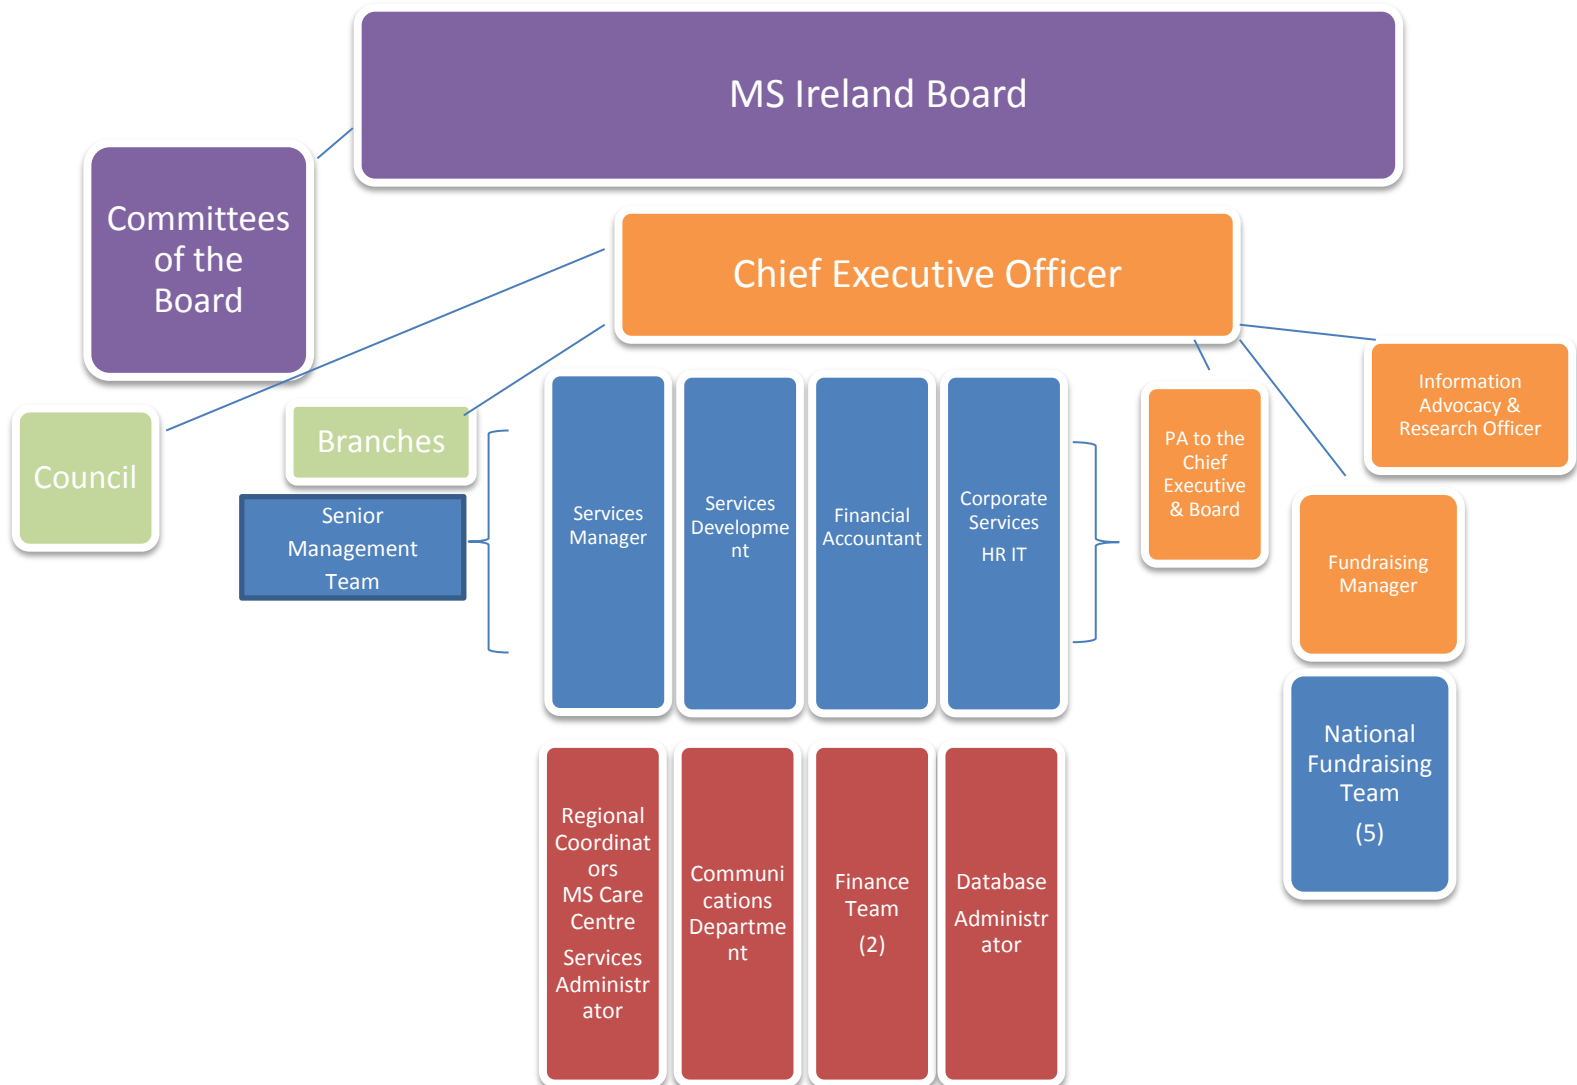 MS Ireland Board
Committees
of the
Board
Chief Executive Officer
Council
Branches
Senior
Management
Team
Services
Manager
Services
Developme
nt
Financial
Accountant
Corporate
Services
HR IT
PA to the
Chief
Executive
& Board
Information
Advocacy &
Research Officer
Fundraising
Manager
National
Fundraising
Team
(5)
Regional
Coordinat
ors
MS Care
Centre
Services
Administr
ator
Communi
cations
Departme
nt
Finance
Team
(2)
Database
Administr
ator